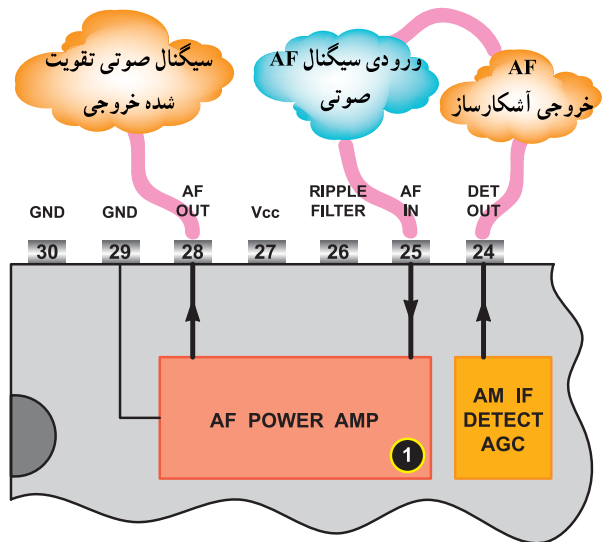 سیگنال صوتی تقویت
شده خروجی
ورودی سیگنال AF
صوتی
AF
خروجی آشکارساز
GND
GND
AF
OUT
Vcc
RIPPLE
FILTER
AF
IN
DET
OUT
30
29
28
27
26
25
24
AF POWER AMP
1
AM IF
DETECT
AGC